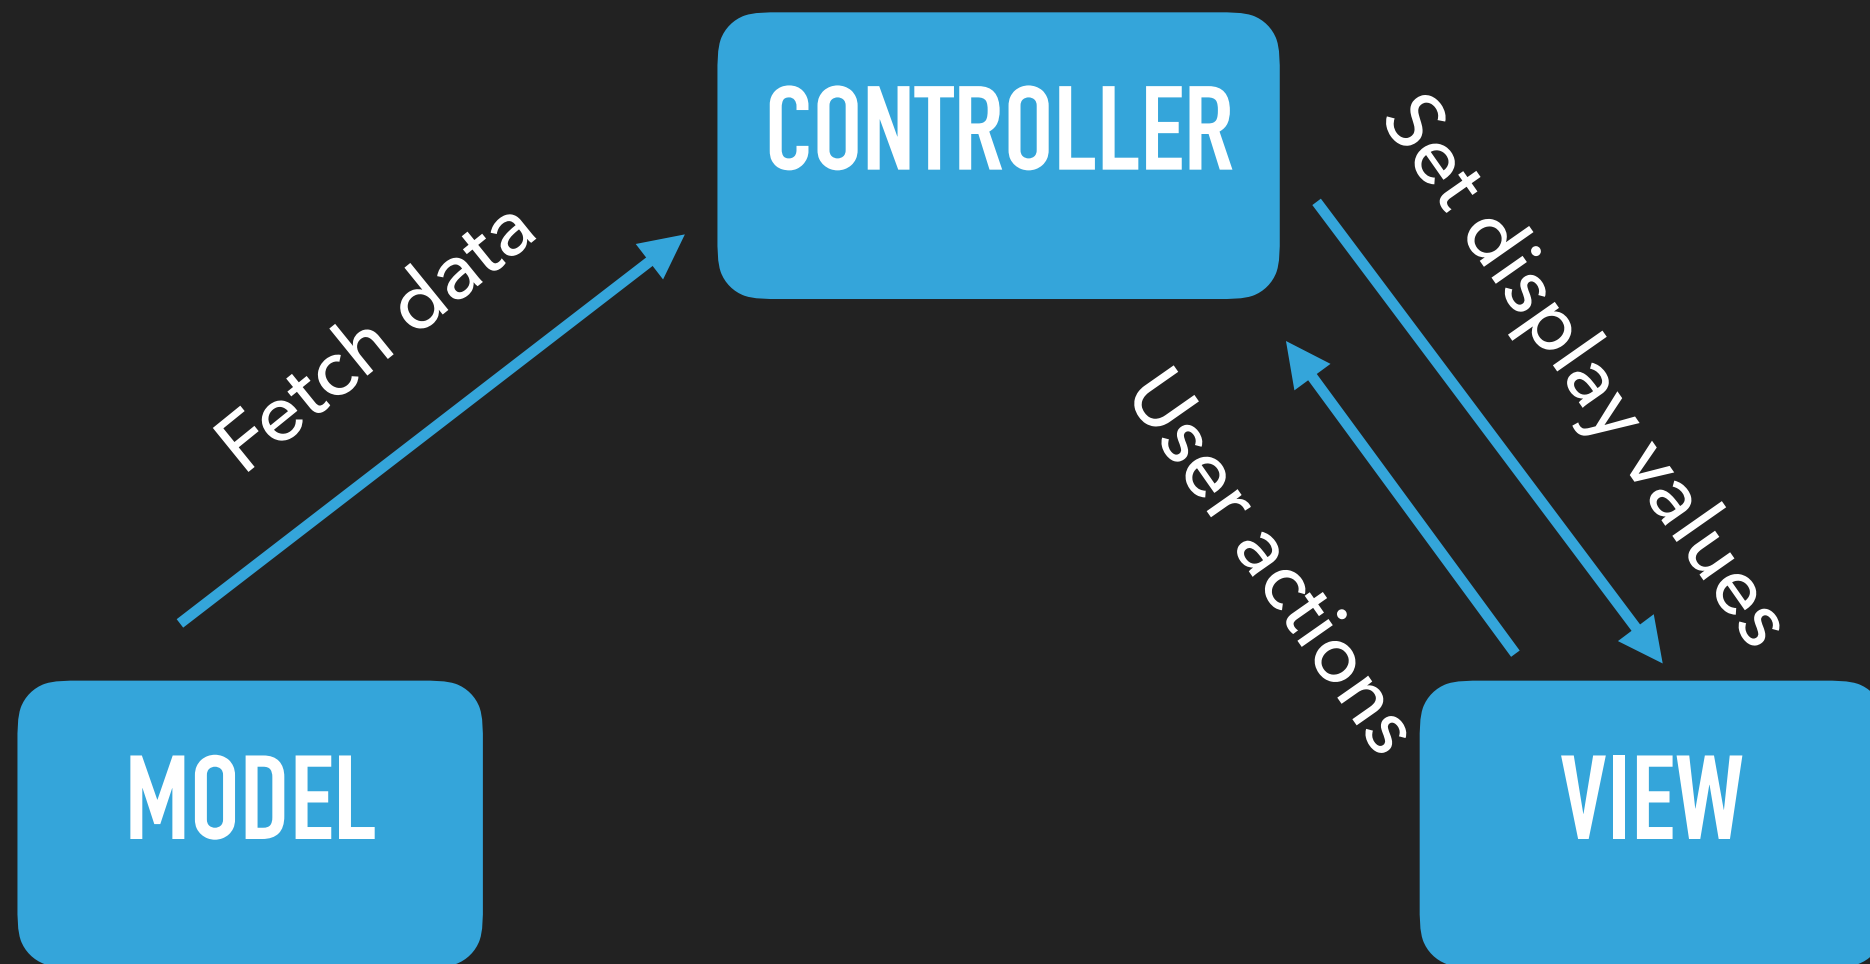 CONTROLLER
Set display values
Fetch data
User actions
MODEL
VIEW